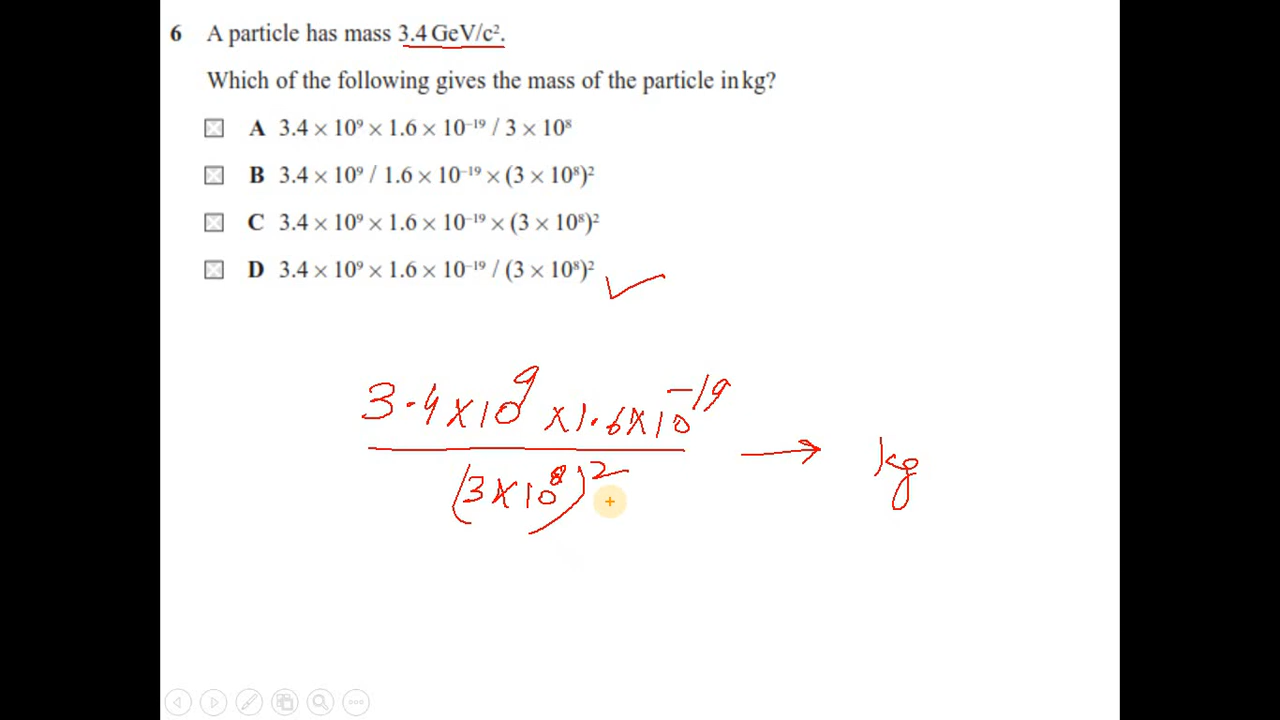 6 A particle has mass 3.4 GeV/c².
Which of the following gives the mass of the particle in kg?
A 3.4 × 10⁹ × 1.6 × 10⁻¹⁹ / 3 × 10⁸
B 3.4 × 10⁹ / 1.6 × 10⁻¹⁹ × (3 × 10⁸)²
C 3.4 × 10⁹ × 1.6 × 10⁻¹⁹ × (3 × 10⁸)²
D 3.4 × 10⁹ × 1.6 × 10⁻¹⁹ / (3 × 10⁸)²
3.4×10⁹ ×1.6×10⁻¹⁹
(3×10⁸)² → kg